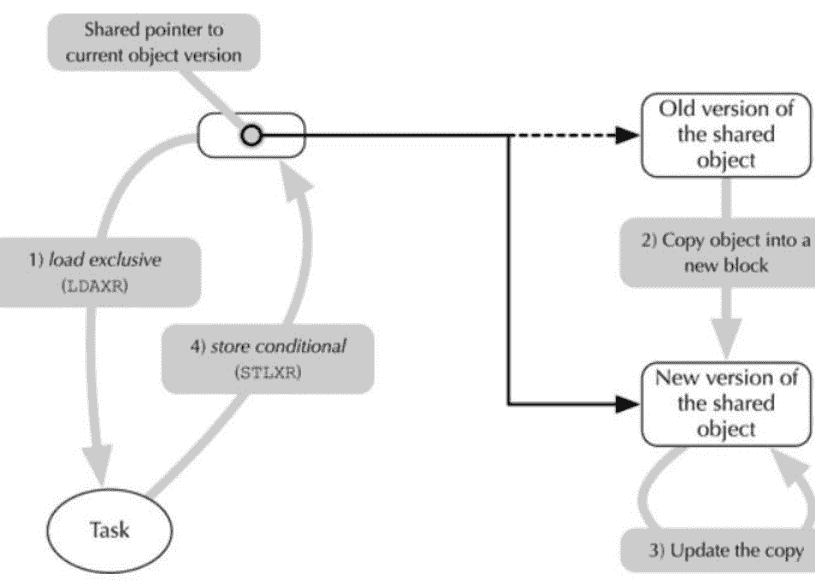 Shared pointer to
current object version
Old version of
the shared
object
1) load exclusive
(LDAXR)
2) Copy object into a
new block
4) store conditional
(STLXR)
New version of
the shared
object
Task
3) Update the copy